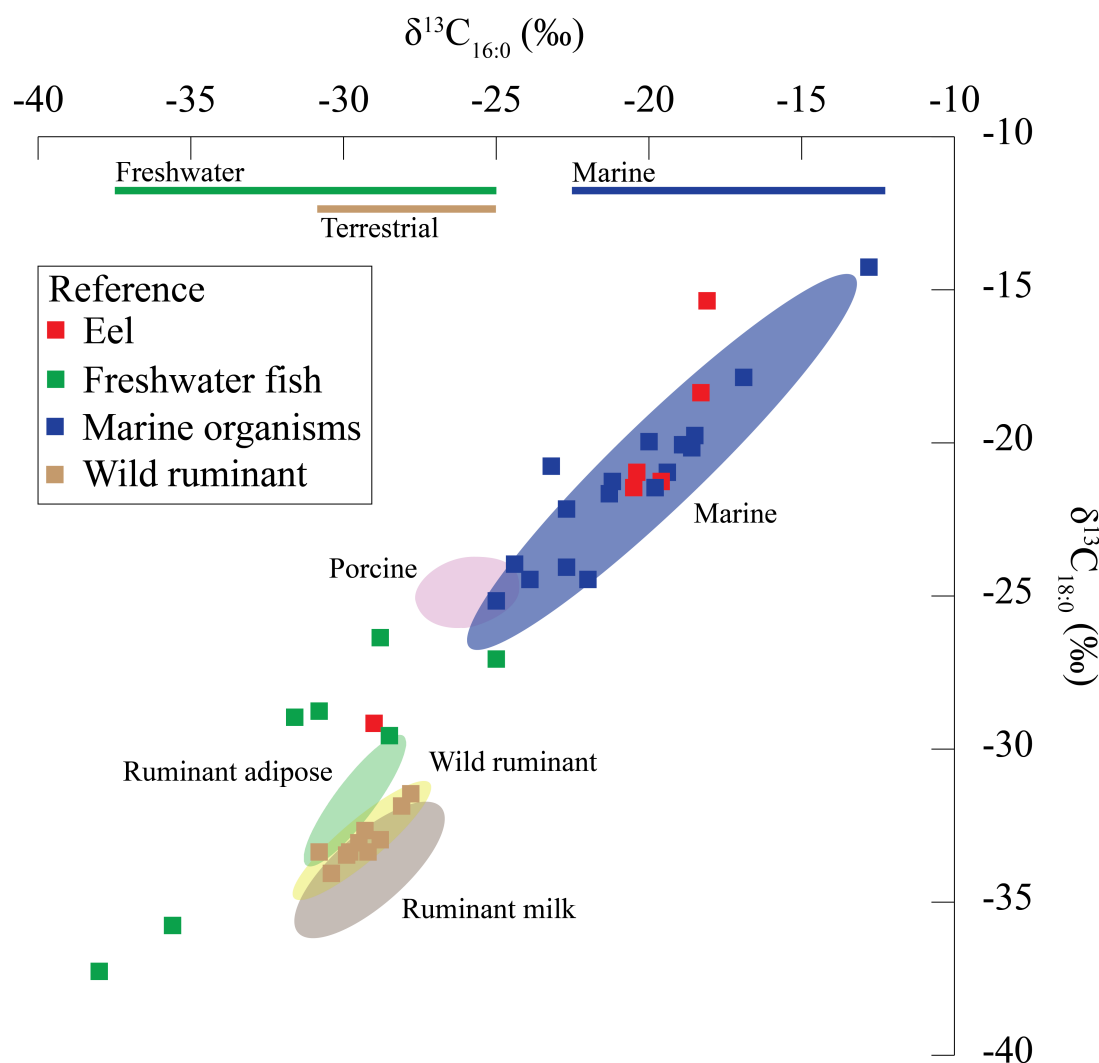 δ¹³C₁₆:₀ (‰)
-40 -35 -30 -25 -20 -15 -10
-10
Freshwater Marine
Terrestrial
Reference
Eel
Freshwater fish
Marine organisms
Wild ruminant
-15
-20
Marine
δ¹³C₁₈:₀ (‰)
Porcine
-25
Wild ruminant
Ruminant adipose
-30
Ruminant milk
-35
-40